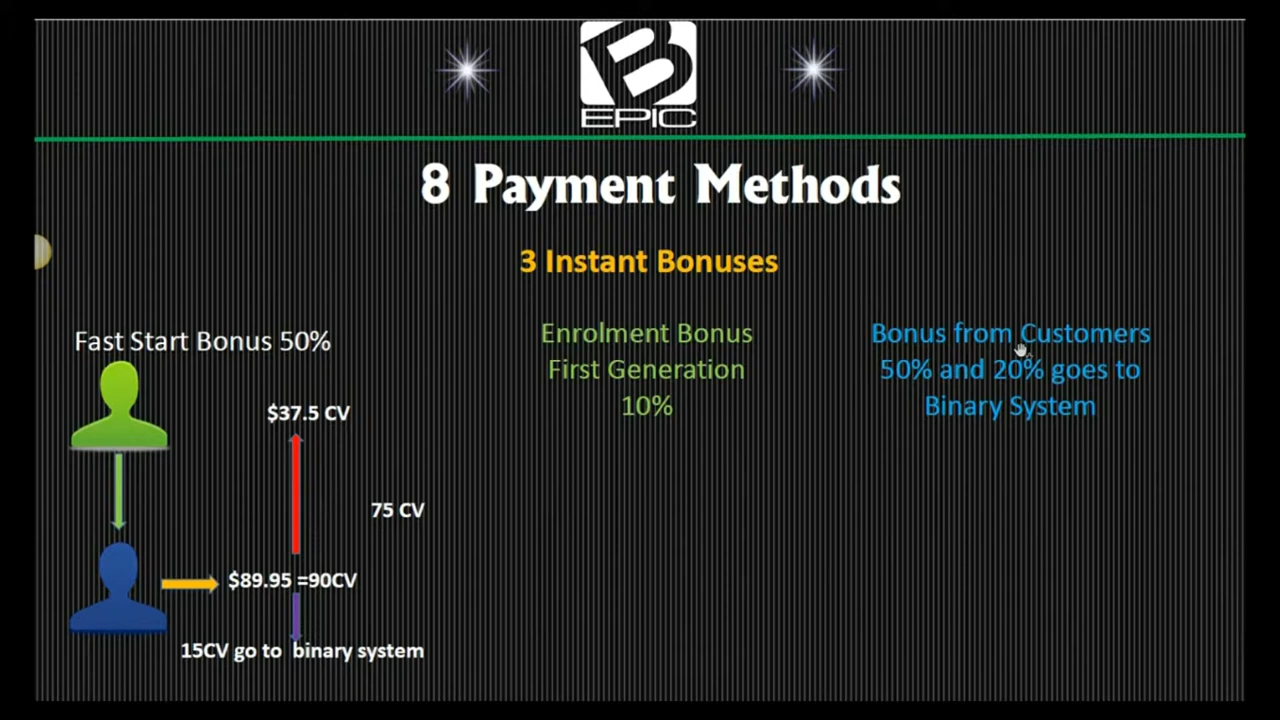 B
EPIC
8 Payment Methods
3 Instant Bonuses
Fast Start Bonus 50%
$37.5 CV
75 CV
$89.95 =90CV
15CV go to binary system
Enrolment Bonus
First Generation
10%
Bonus from Customers
50% and 20% goes to
Binary System